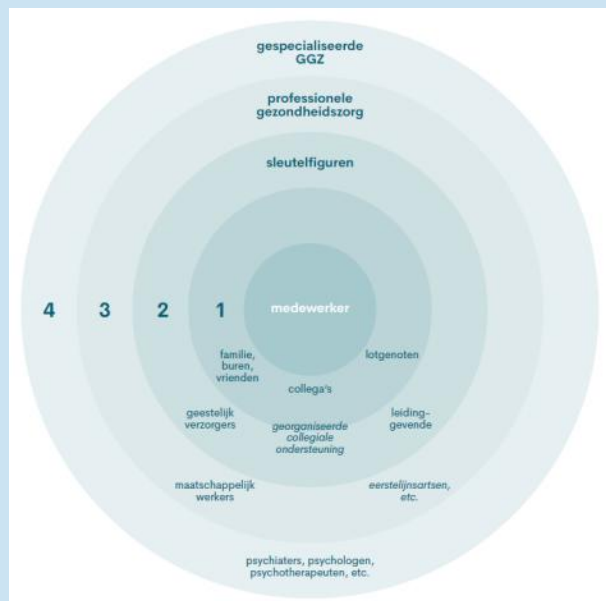 gespecialiseerde
GGZ
professionele
gezondheidszorg
sleutelfiguren
4 3 2 1 medewerker
familie,
buren,
vrienden
lotgenoten
collega's
geestelijk
verzorgers
georganiseerde
collegiale
ondersteuning
leiding-
gevende
maatschappelijk
werkers
eerstelijnsartsen,
etc.
psychiaters, psychologen,
psychotherapeuten, etc.